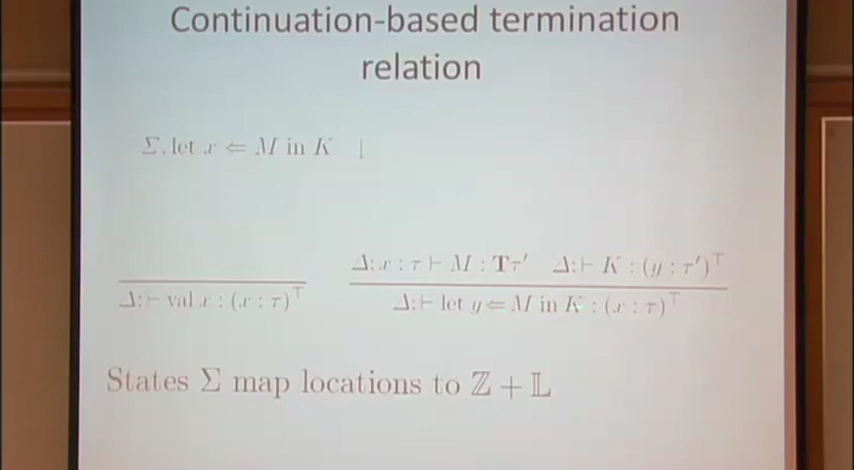 Continuation-based termination
relation
Σ, let x ⇐ M in K ↓
Δ; x : τ ⊢ M : Tτ′ Δ; ⊢ K : (y : τ′)⊤
Δ; ⊢ val x : (x : τ)⊤ Δ; ⊢ let y ⇐ M in K : (x : τ)⊤
States Σ map locations to ℤ + 𝕃